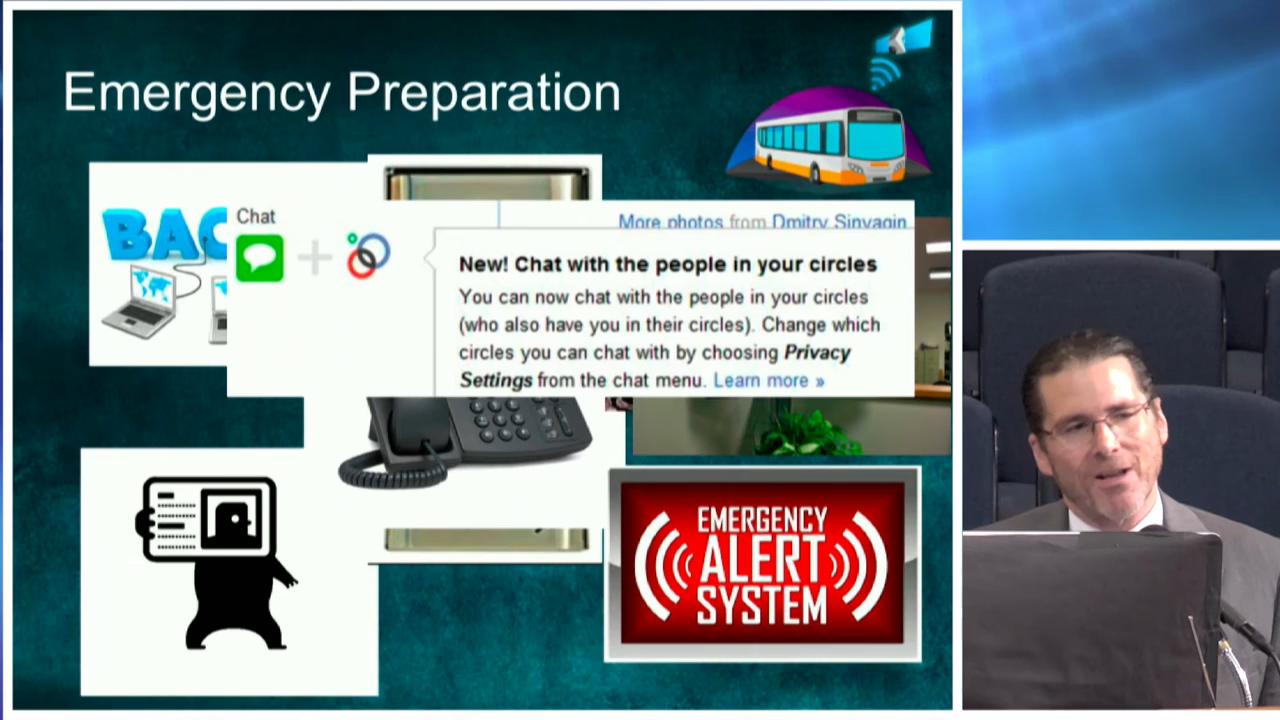 Emergency Preparation
BAC
Chat
More photos from Dmitry Sinyagin
New! Chat with the people in your circles
You can now chat with the people in your circles
(who also have you in their circles). Change which
circles you can chat with by choosing Privacy
Settings from the chat menu. Learn more »
EMERGENCY
ALERT
SYSTEM